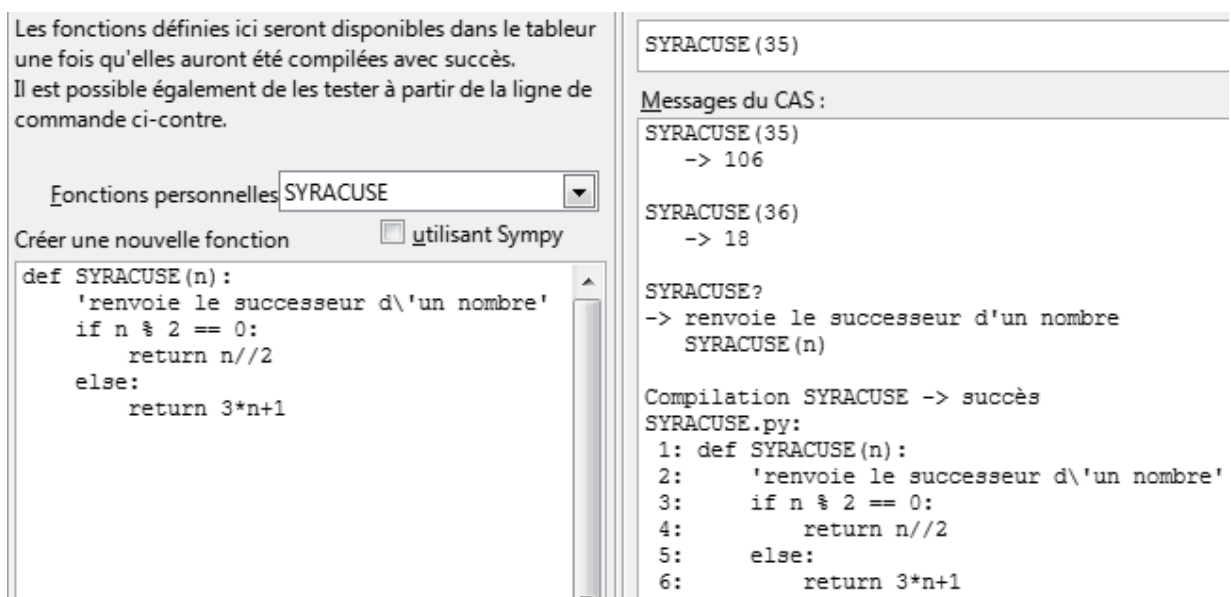 Les fonctions définies ici seront disponibles dans le tableur
une fois qu'elles auront été compilées avec succès.
Il est possible également de les tester à partir de la ligne de
commande ci-contre.
Fonctions personnelles SYRACUSE
Créer une nouvelle fonction utilisant Sympy
def SYRACUSE(n):
    'renvoie le successeur d\'un nombre'
    if n % 2 == 0:
        return n//2
    else:
        return 3*n+1
SYRACUSE(35)
Messages du CAS :
SYRACUSE(35)
   -> 106
SYRACUSE(36)
   -> 18
SYRACUSE?
-> renvoie le successeur d'un nombre
   SYRACUSE(n)
Compilation SYRACUSE -> succès
SYRACUSE.py:
 1: def SYRACUSE(n):
 2:     'renvoie le successeur d\'un nombre'
 3:     if n % 2 == 0:
 4:         return n//2
 5:     else:
 6:         return 3*n+1